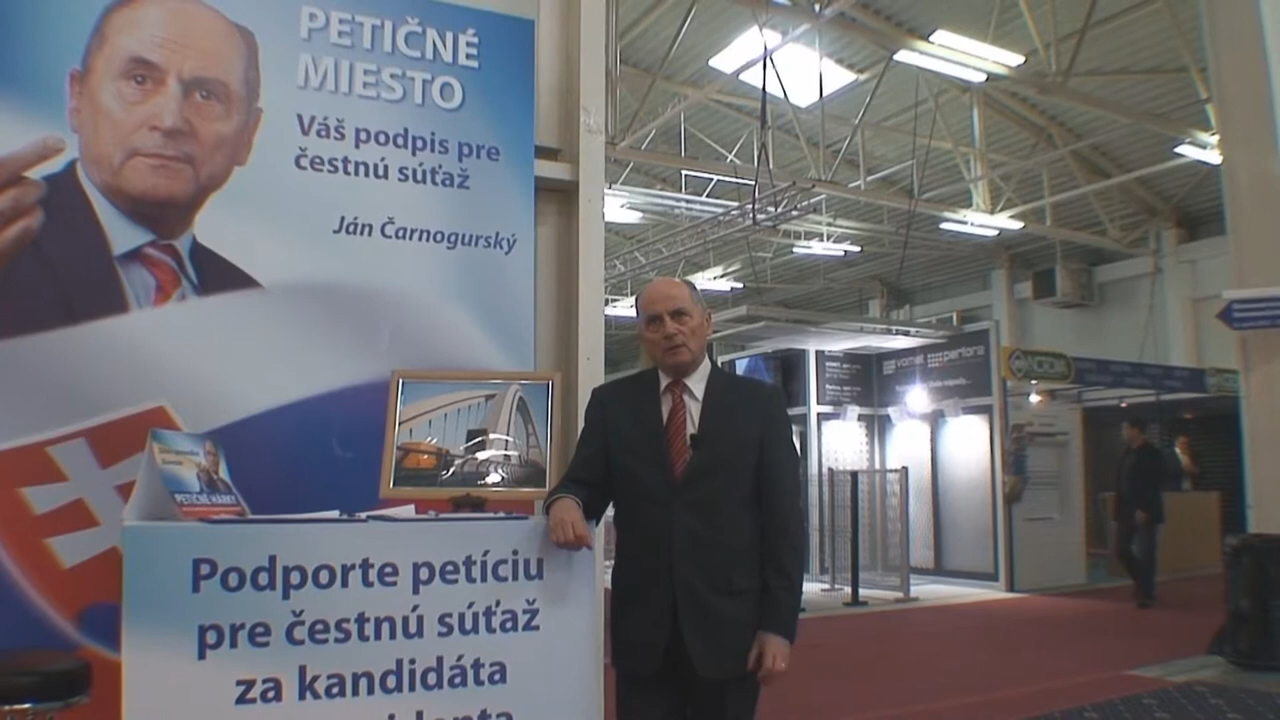 PETIČNÉ
MIESTO
Váš podpis pre
čestnú súťaž
Ján Čarnogurský
PETIČNÉ HÁRKY
Podporte petíciu
pre čestnú súťaž
za kandidáta
vomet perfora